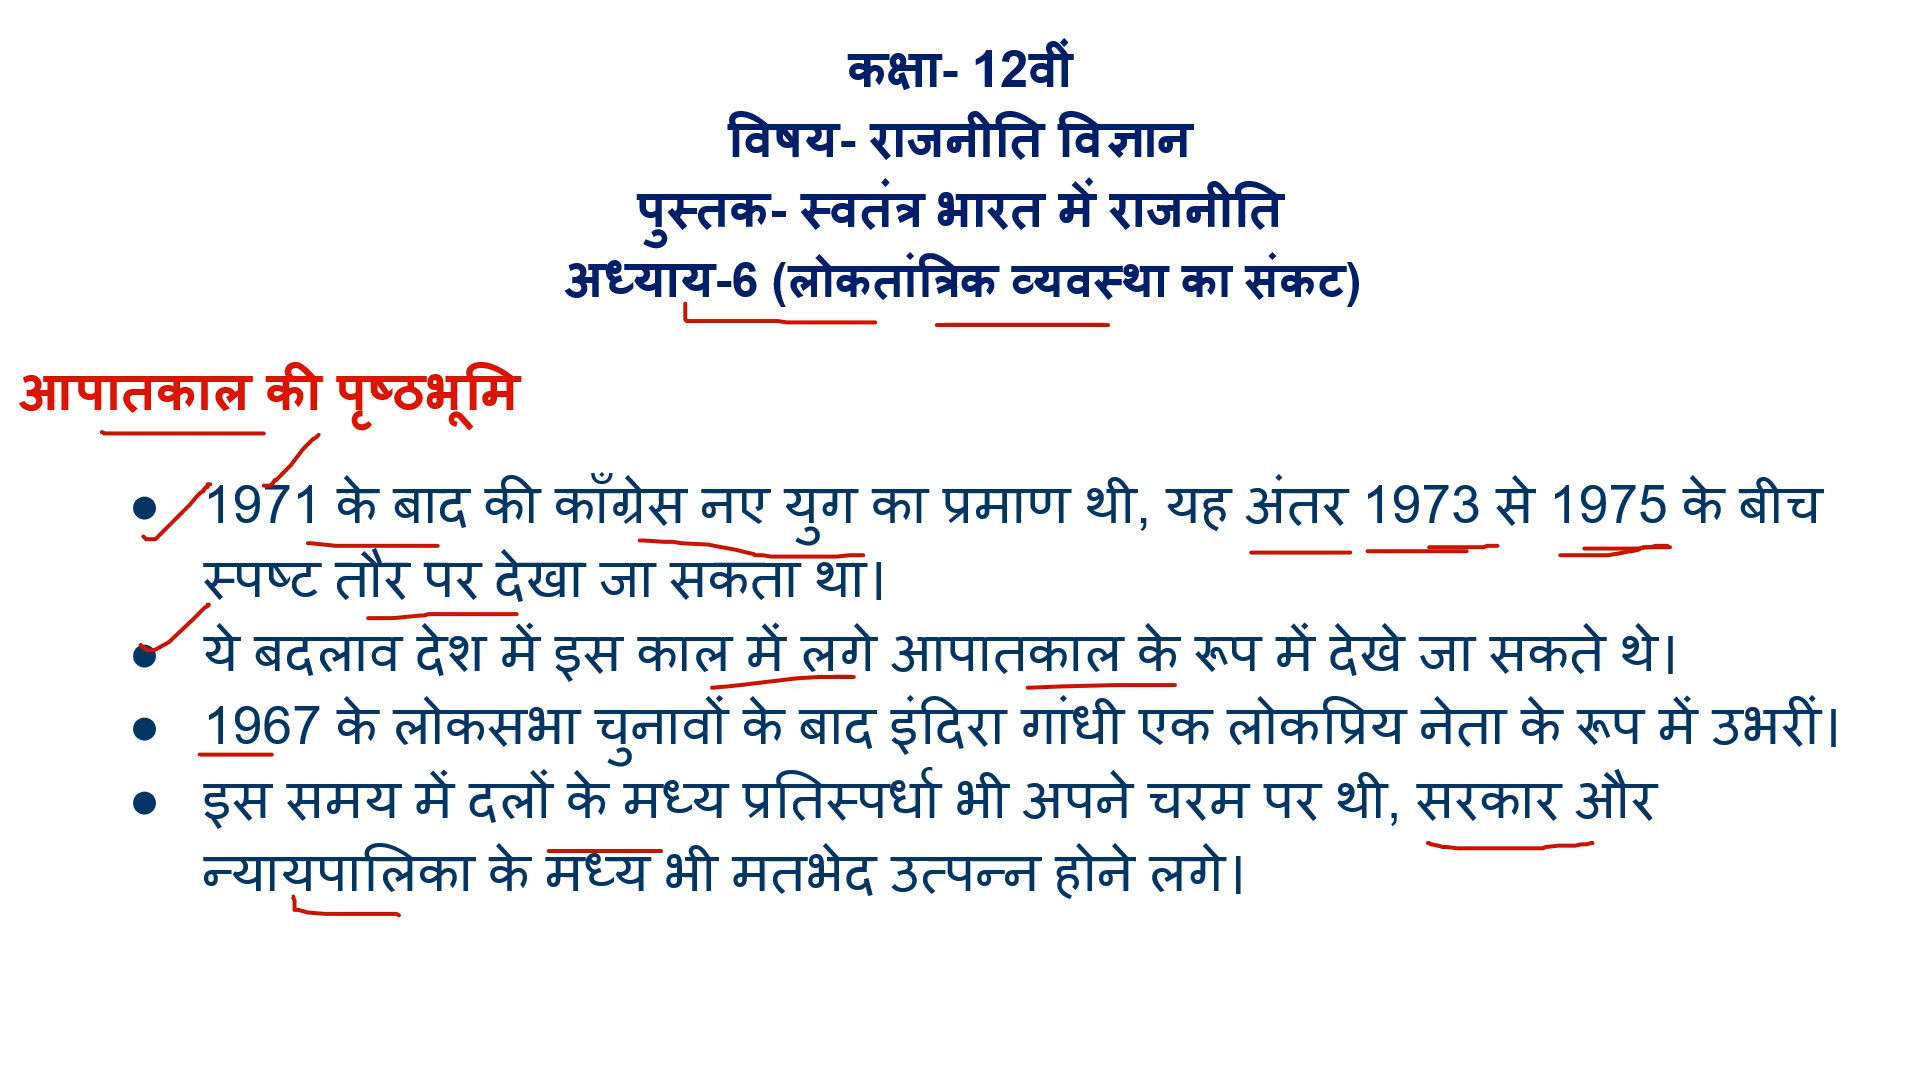 कक्षा- 12वीं
विषय- राजनीति विज्ञान
पुस्तक- स्वतंत्र भारत में राजनीति
अध्याय-6 (लोकतांत्रिक व्यवस्था का संकट)
आपातकाल की पृष्ठभूमि
● 1971 के बाद की काँग्रेस नए युग का प्रमाण थी, यह अंतर 1973 से 1975 के बीच
स्पष्ट तौर पर देखा जा सकता था।
● ये बदलाव देश में इस काल में लगे आपातकाल के रूप में देखे जा सकते थे।
● 1967 के लोकसभा चुनावों के बाद इंदिरा गांधी एक लोकप्रिय नेता के रूप में उभरीं।
● इस समय में दलों के मध्य प्रतिस्पर्धा भी अपने चरम पर थी, सरकार और
न्यायपालिका के मध्य भी मतभेद उत्पन्न होने लगे।